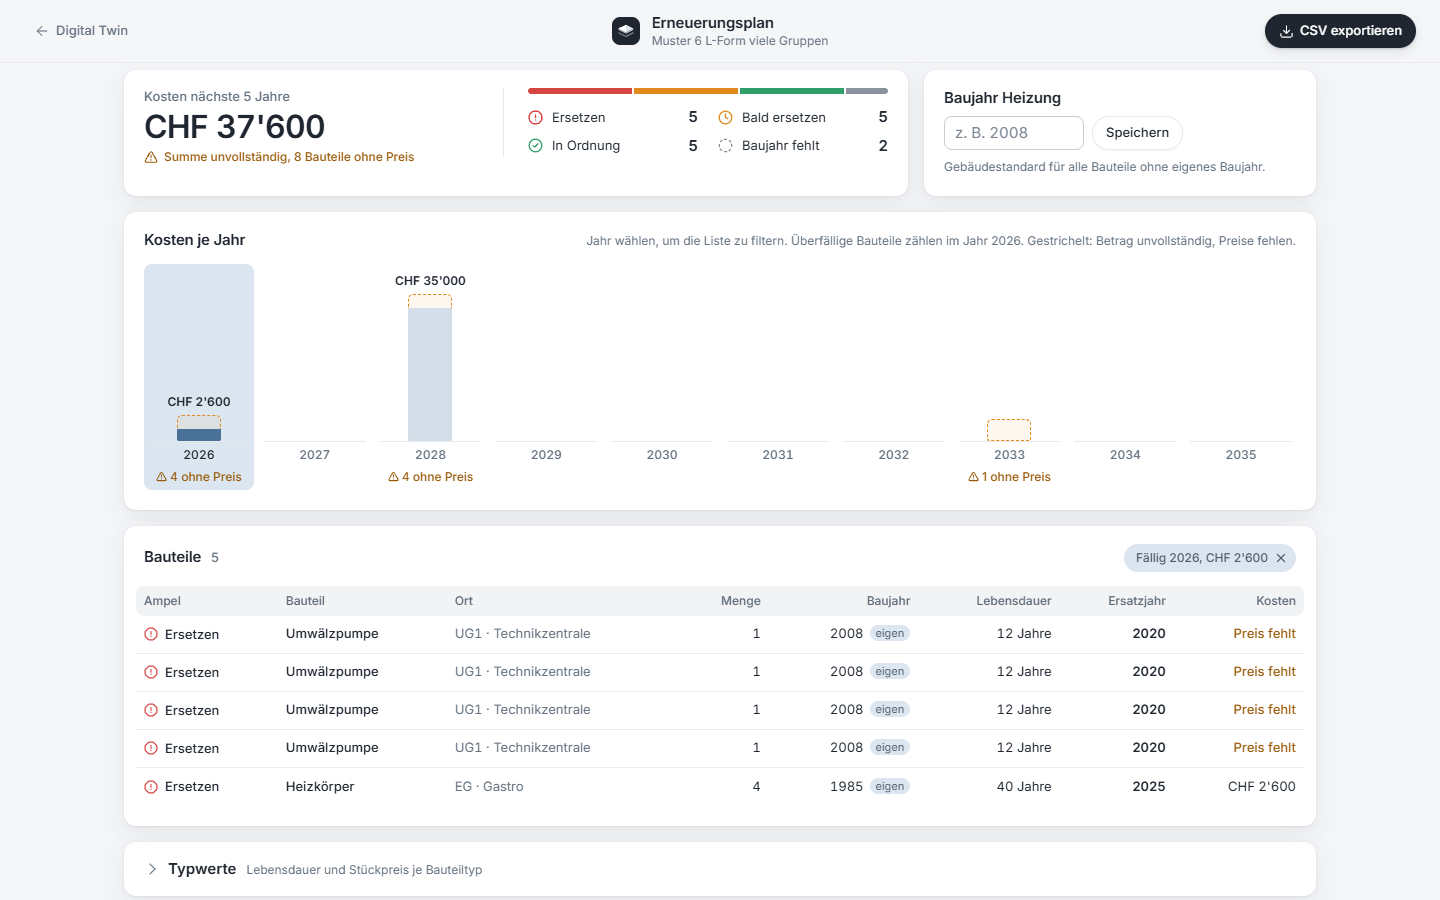 Digital Twin
Erneuerungsplan
Muster 6 L-Form viele Gruppen
CSV exportieren
Kosten nächste 5 Jahre
CHF 37'600
Summe unvollständig, 8 Bauteile ohne Preis
Ersetzen 5
Bald ersetzen 5
In Ordnung 5
Baujahr fehlt 2
Baujahr Heizung
z. B. 2008
Speichern
Gebäudestandard für alle Bauteile ohne eigenes Baujahr.
Kosten je Jahr
Jahr wählen, um die Liste zu filtern. Überfällige Bauteile zählen im Jahr 2026. Gestrichelt: Betrag unvollständig, Preise fehlen.
CHF 35'000
CHF 2'600
2026 2027 2028 2029 2030 2031 2032 2033 2034 2035
4 ohne Preis 4 ohne Preis 1 ohne Preis
Bauteile 5
Fällig 2026, CHF 2'600
Ampel Bauteil Ort Menge Baujahr Lebensdauer Ersatzjahr Kosten
Ersetzen Umwälzpumpe UG1 · Technikzentrale 1 2008 eigen 12 Jahre 2020 Preis fehlt
Ersetzen Umwälzpumpe UG1 · Technikzentrale 1 2008 eigen 12 Jahre 2020 Preis fehlt
Ersetzen Umwälzpumpe UG1 · Technikzentrale 1 2008 eigen 12 Jahre 2020 Preis fehlt
Ersetzen Umwälzpumpe UG1 · Technikzentrale 1 2008 eigen 12 Jahre 2020 Preis fehlt
Ersetzen Heizkörper EG · Gastro 4 1985 eigen 40 Jahre 2025 CHF 2'600
Typwerte Lebensdauer und Stückpreis je Bauteiltyp